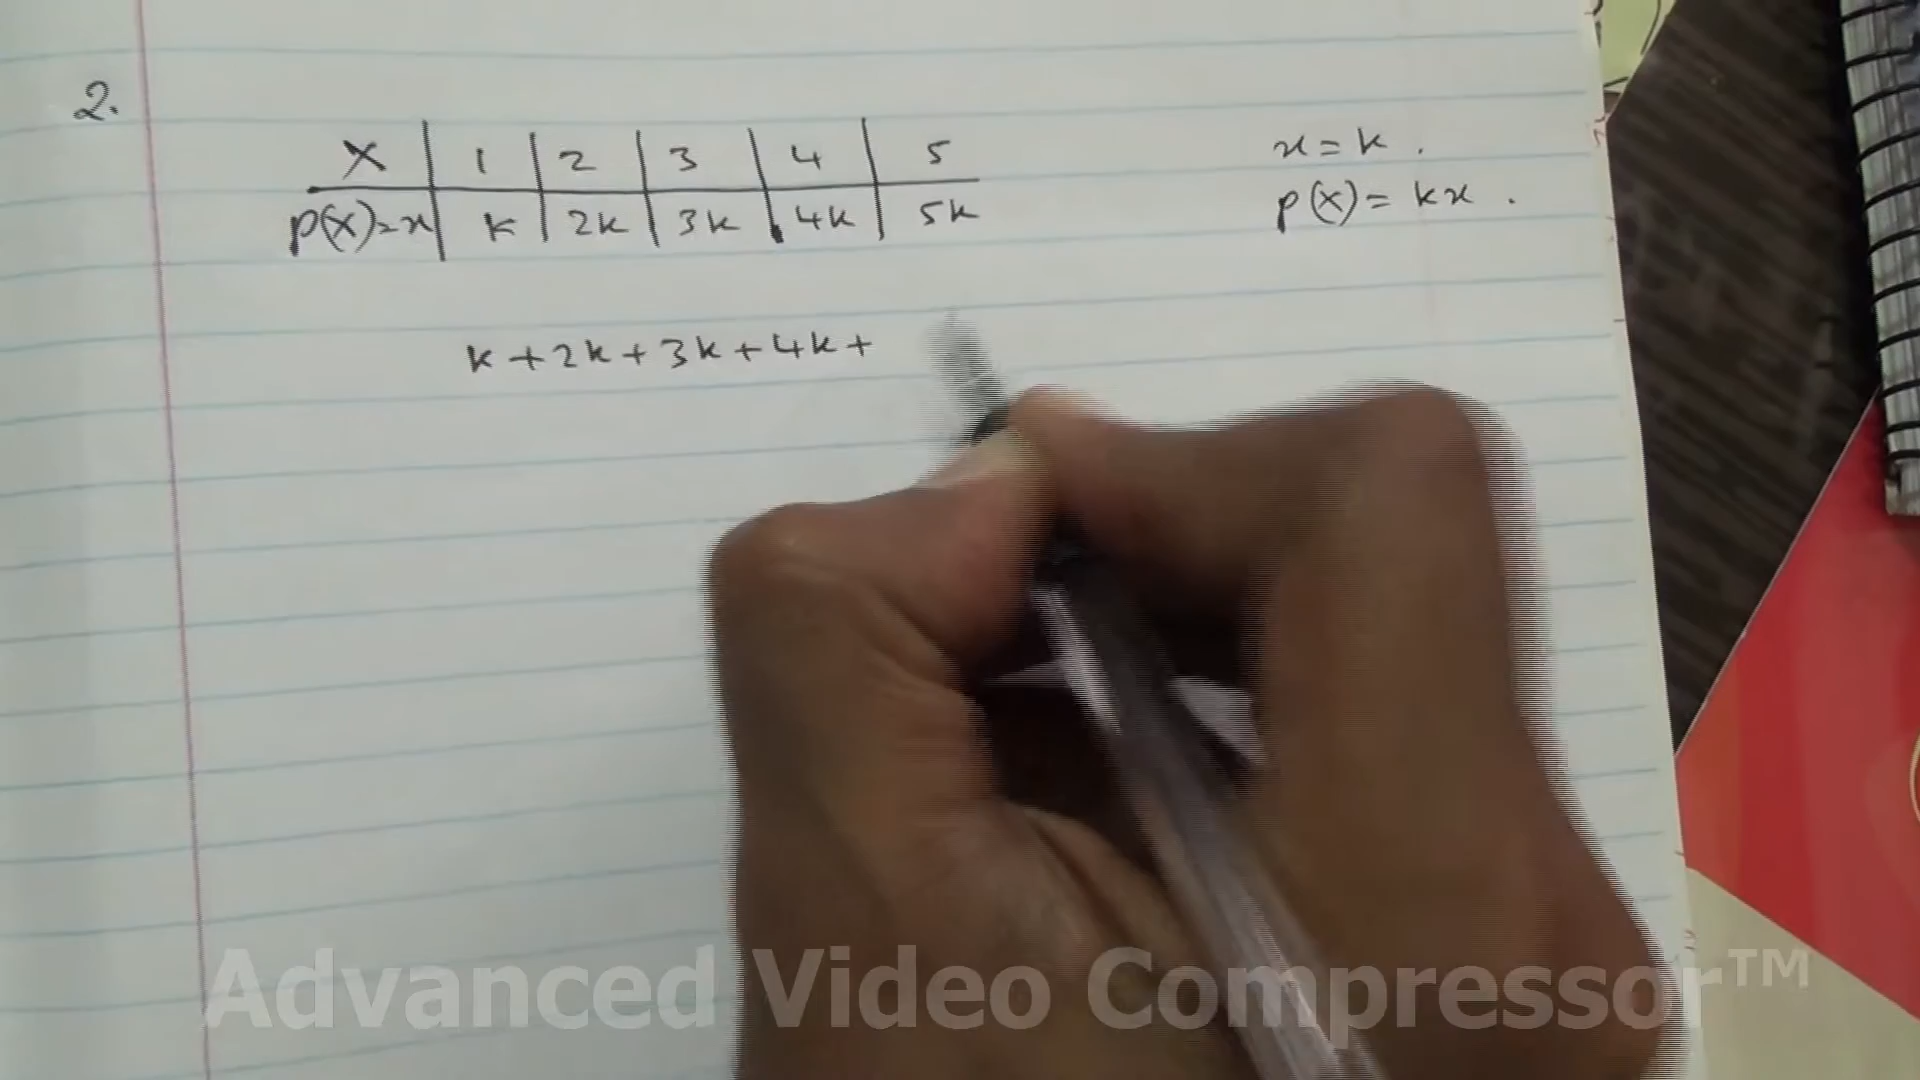 2.
X | 1 | 2 | 3 | 4 | 5
P(X)=x | k | 2k | 3k | 4k | 5k
x = k .
p(x) = kx .
k + 2k + 3k + 4k +
Advanced Video Compressor™